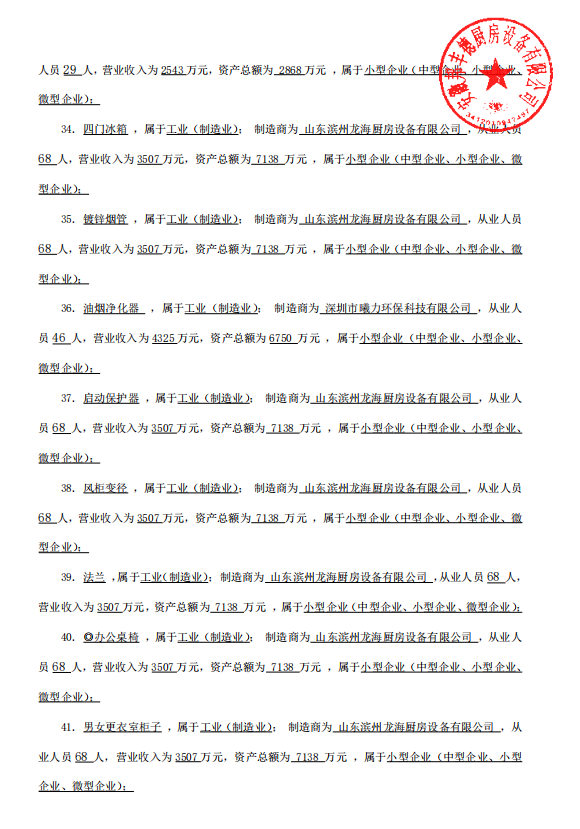 人员 29 人，营业收入为 2543 万元，资产总额为 2868 万元 ，属于小型企业（中型企业、小型企业、
微型企业）；
34．四门冰箱 ，属于工业（制造业）； 制造商为 山东滨州龙海厨房设备有限公司 ，从业人员
68 人，营业收入为 3507 万元，资产总额为 7138 万元 ，属于小型企业（中型企业、小型企业、微
型企业）；
35．镀锌烟管 ，属于工业（制造业）； 制造商为 山东滨州龙海厨房设备有限公司 ，从业人员
68 人，营业收入为 3507 万元，资产总额为 7138 万元 ，属于小型企业（中型企业、小型企业、微
型企业）；
36．油烟净化器 ，属于工业（制造业）； 制造商为 深圳市曦力环保科技有限公司 ，从业人
员 46 人，营业收入为 4325 万元，资产总额为 6750 万元 ，属于小型企业（中型企业、小型企业、
微型企业）；
37．启动保护器 ，属于工业（制造业）； 制造商为 山东滨州龙海厨房设备有限公司 ，从业人
员 68 人，营业收入为 3507 万元，资产总额为 7138 万元 ，属于小型企业（中型企业、小型企业、
微型企业）；
38．风柜变径 ，属于工业（制造业）； 制造商为 山东滨州龙海厨房设备有限公司 ，从业人员
68 人，营业收入为 3507 万元，资产总额为 7138 万元 ，属于小型企业（中型企业、小型企业、微
型企业）；
39．法兰 ，属于工业（制造业）； 制造商为 山东滨州龙海厨房设备有限公司 ，从业人员 68 人，
营业收入为 3507 万元，资产总额为 7138 万元 ，属于小型企业（中型企业、小型企业、微型企业）；
40．◎办公桌椅 ，属于工业（制造业）； 制造商为 山东滨州龙海厨房设备有限公司 ，从业人
员 68 人，营业收入为 3507 万元，资产总额为 7138 万元 ，属于小型企业（中型企业、小型企业、
微型企业）；
41．男女更衣室柜子 ，属于工业（制造业）； 制造商为 山东滨州龙海厨房设备有限公司 ，从
业人员 68 人，营业收入为 3507 万元，资产总额为 7138 万元 ，属于小型企业（中型企业、小型
企业、微型企业）；
厨房设备有限公司